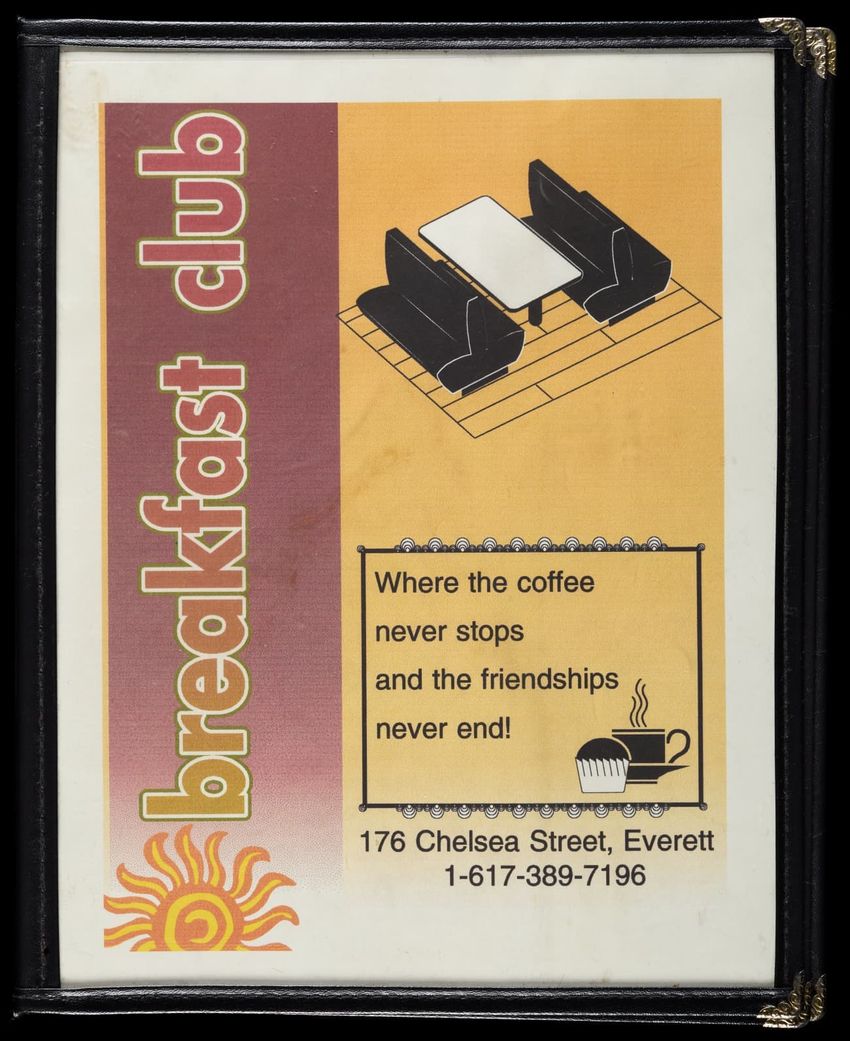 breakfast club
Where the coffee
never stops
and the friendships
never end!
176 Chelsea Street, Everett
1-617-389-7196